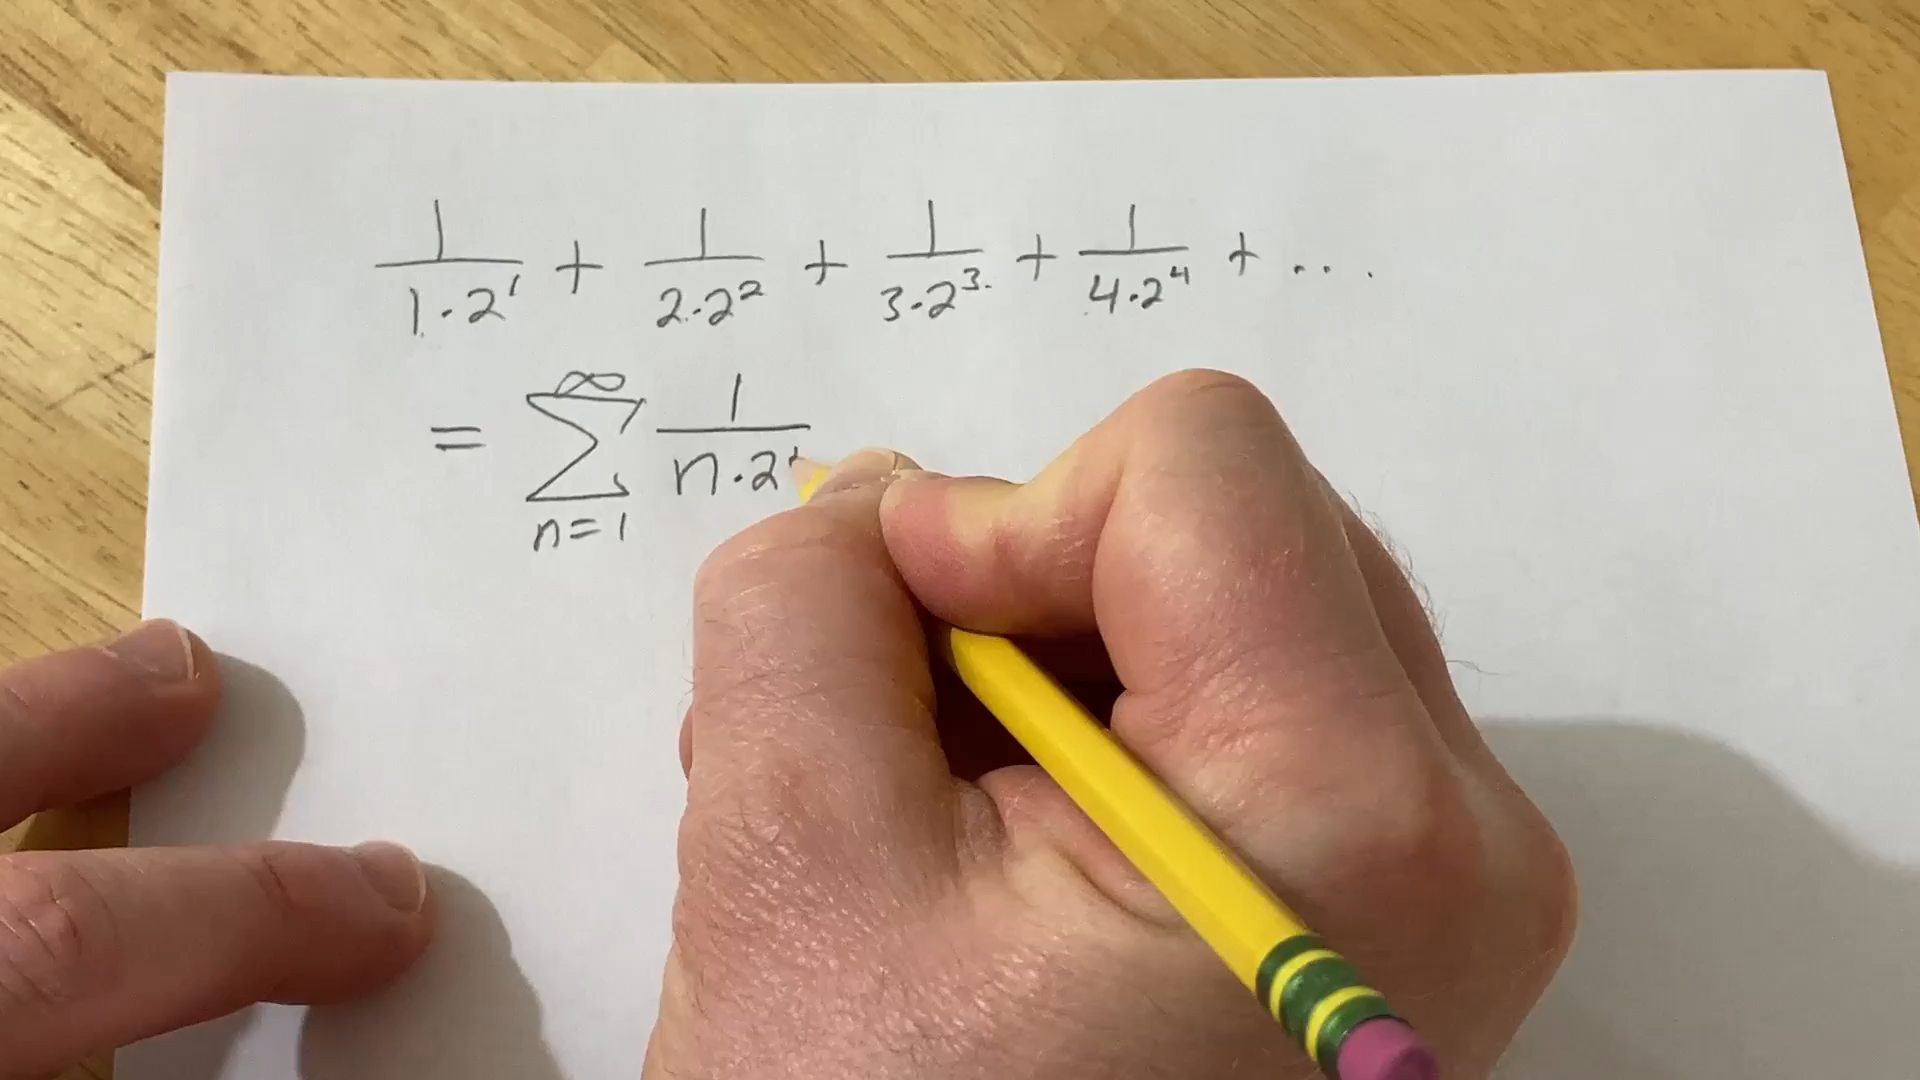 1/(1·2¹) + 1/(2·2²) + 1/(3·2³) + 1/(4·2⁴) + ...
= ∑_{n=1}^{∞} 1/(n·2